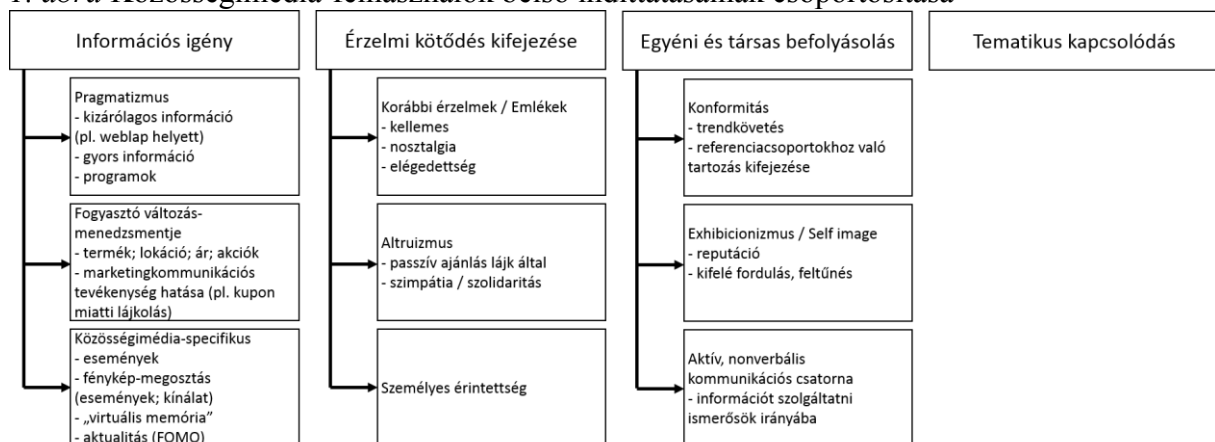 Információs igény
Pragmatizmus
- kizárólagos információ
(pl. weblap helyett)
- gyors információ
- programok
Fogyasztó változás-
menedzsmentje
- termék; lokáció; ár; akciók
- marketingkommunikációs
tevékenység hatása (pl. kupon
miatti lájkolás)
Közösségimédia-specifikus
- események
- fénykép-megosztás
(események; kínálat)
- „virtuális memória”
- aktualitás (FOMO)
Érzelmi kötődés kifejezése
Korábbi érzelmek / Emlékek
- kellemes
- nosztalgia
- elégedettség
Altruizmus
- passzív ajánlás lájk által
- szimpátia / szolidaritás
Személyes érintettség
Egyéni és társas befolyásolás
Konformitás
- trendkövetés
- referenciacsoportokhoz való
tartozás kifejezése
Exhibicionizmus / Self image
- reputáció
- kifelé fordulás, feltűnés
Aktív, nonverbális
kommunikációs csatorna
- információt szolgáltatni
ismerősök irányába
Tematikus kapcsolódás